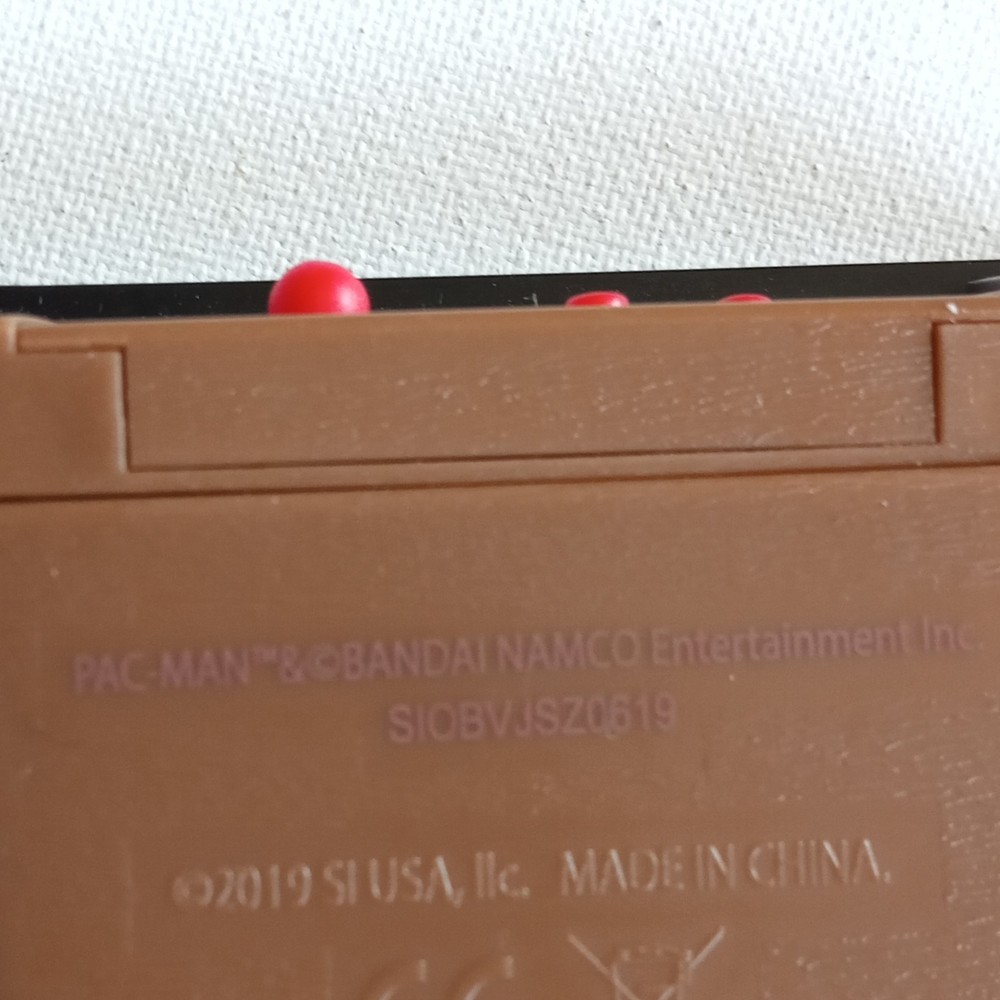 PAC-MAN™&©BANDAI NAMCO Entertainment Inc.
SIOBVJSZ0619
©2019 SI USA, llc. MADE IN CHINA.